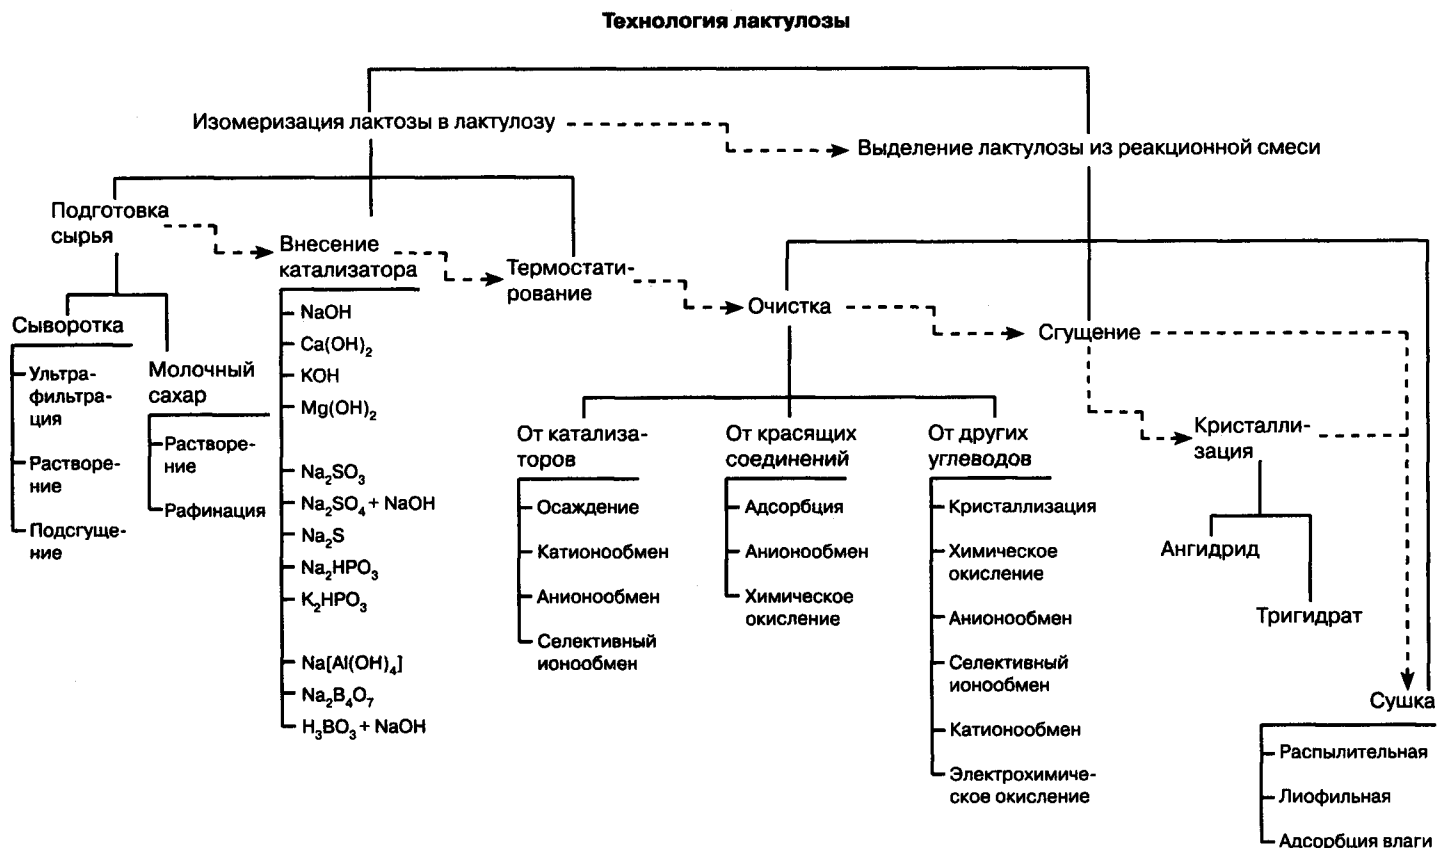 Технология лактулозы
Изомеризация лактозы в лактулозу
Выделение лактулозы из реакционной смеси
Подготовка
сырья
Внесение
катализатора
Термостати-
рование
Очистка
Сгущение
Кристалли-
зация
Сушка
Сыворотка
Ультра-
фильтра-
ция
Растворе-
ние
Подсгуще-
ние
Молочный
сахар
Растворе-
ние
Рафинация
NaOH
Ca(OH)₂
KOH
Mg(OH)₂
Na₂SO₃
Na₂SO₄ + NaOH
Na₂S
Na₂HPO₃
K₂HPO₃
Na[Al(OH)₄]
Na₂B₄O₇
H₃BO₃ + NaOH
От катализа-
торов
Осаждение
Катионообмен
Анионообмен
Селективный
ионообмен
От красящих
соединений
Адсорбция
Анионообмен
Химическое
окисление
От других
углеводов
Кристаллизация
Химическое
окисление
Анионообмен
Селективный
ионообмен
Катионообмен
Электрохимиче-
ское окисление
Ангидрид
Тригидрат
Распылительная
Лиофильная
Адсорбция влаги